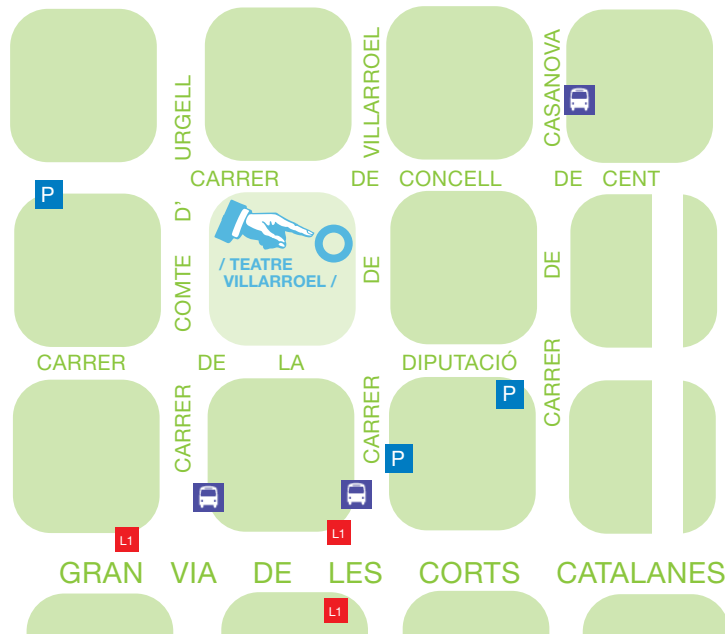 CARRER DE COMTE D' URGELL
CARRER DE VILLARROEL
CARRER DE CASANOVA
CARRER DE CONCELL DE CENT
P
/ TEATRE
VILLARROEL /
CARRER DE LA DIPUTACIÓ
P
P
L1
L1
GRAN VIA DE LES CORTS CATALANES
L1